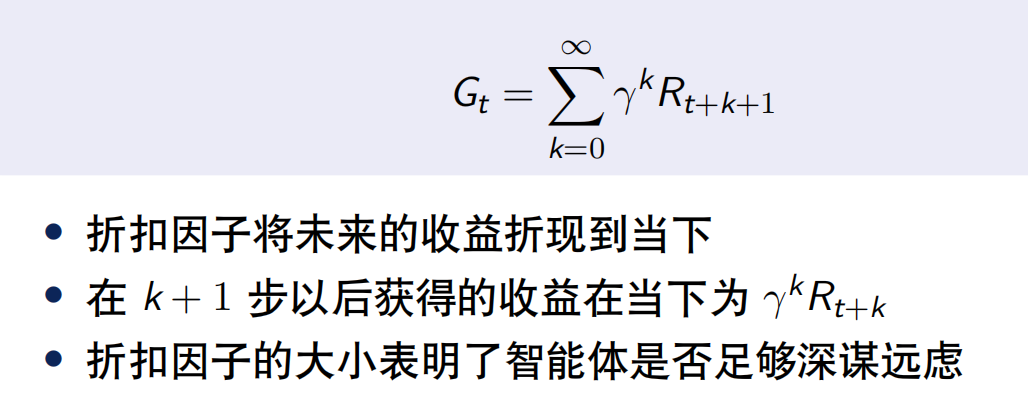 G_t = \sum_{k=0}^{\infty} \gamma^k R_{t+k+1}
• 折扣因子将未来的收益折现到当下
• 在 k + 1 步以后获得的收益在当下为 \gamma^k R_{t+k}
• 折扣因子的大小表明了智能体是否足够深谋远虑